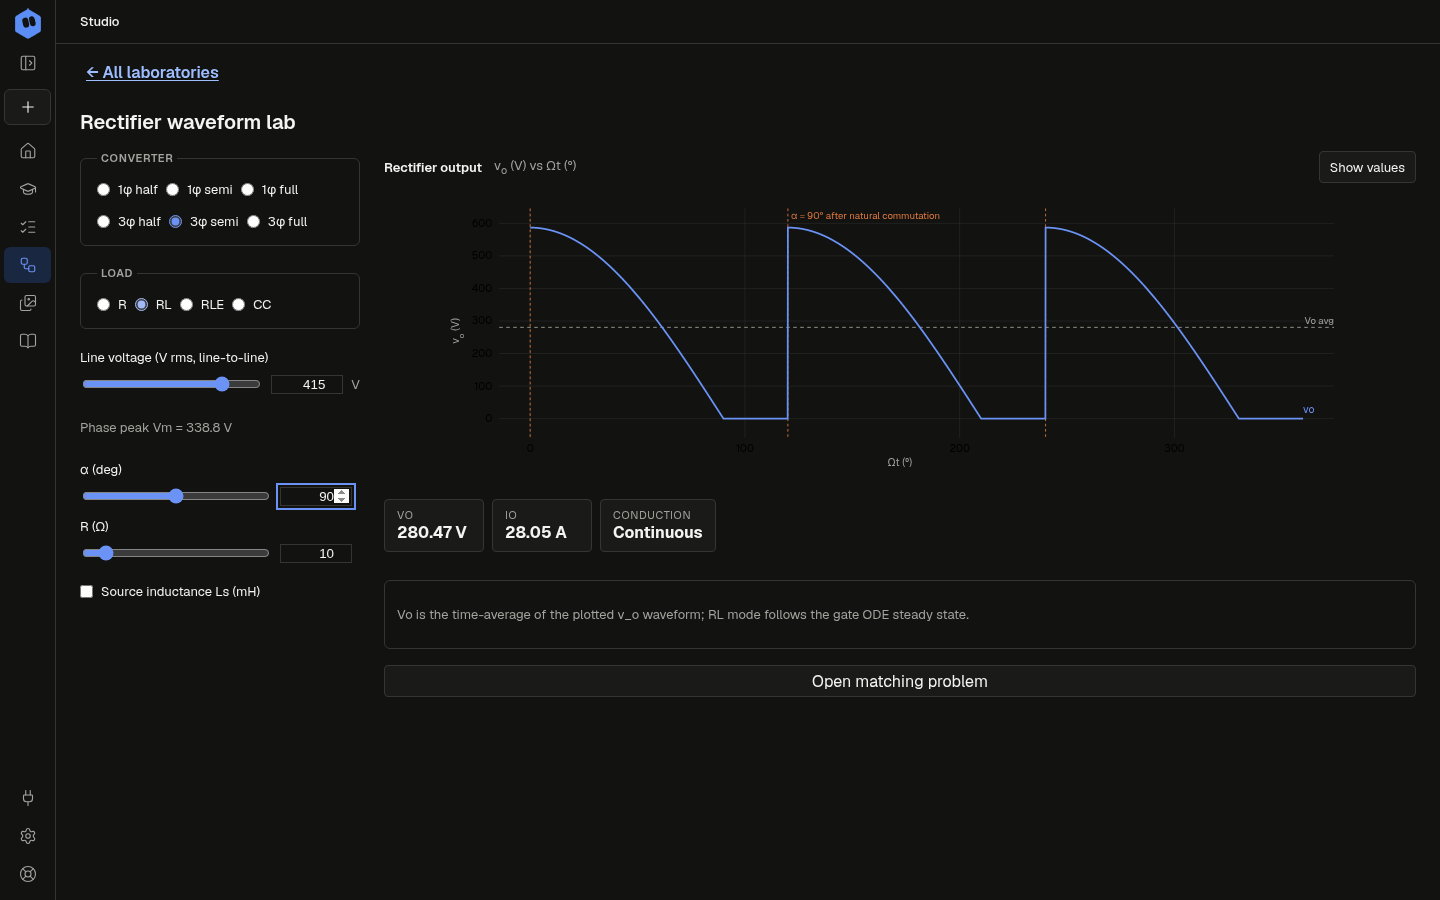 Studio
← All laboratories
Rectifier waveform lab
CONVERTER
1φ half 1φ semi 1φ full
3φ half 3φ semi 3φ full
LOAD
R RL RLE CC
Line voltage (V rms, line-to-line)
415 V
Phase peak Vm = 338.8 V
α (deg)
90
R (Ω)
10
Source inductance Ls (mH)
Rectifier output vo (V) vs Ωt (°)
Show values
α = 90° after natural commutation
600
500
400
300
200
100
0
vo (V)
Vo avg
vo
0 100 200 300
Ωt (°)
VO
280.47 V
IO
28.05 A
CONDUCTION
Continuous
Vo is the time-average of the plotted v_o waveform; RL mode follows the gate ODE steady state.
Open matching problem